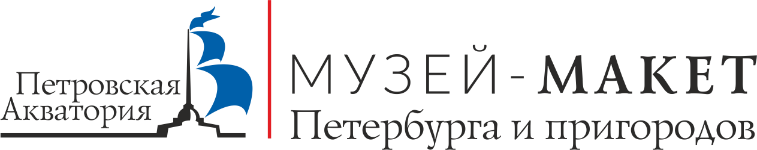 Петровская
Акватория
МУЗЕЙ-МАКЕТ
Петербурга и пригородов